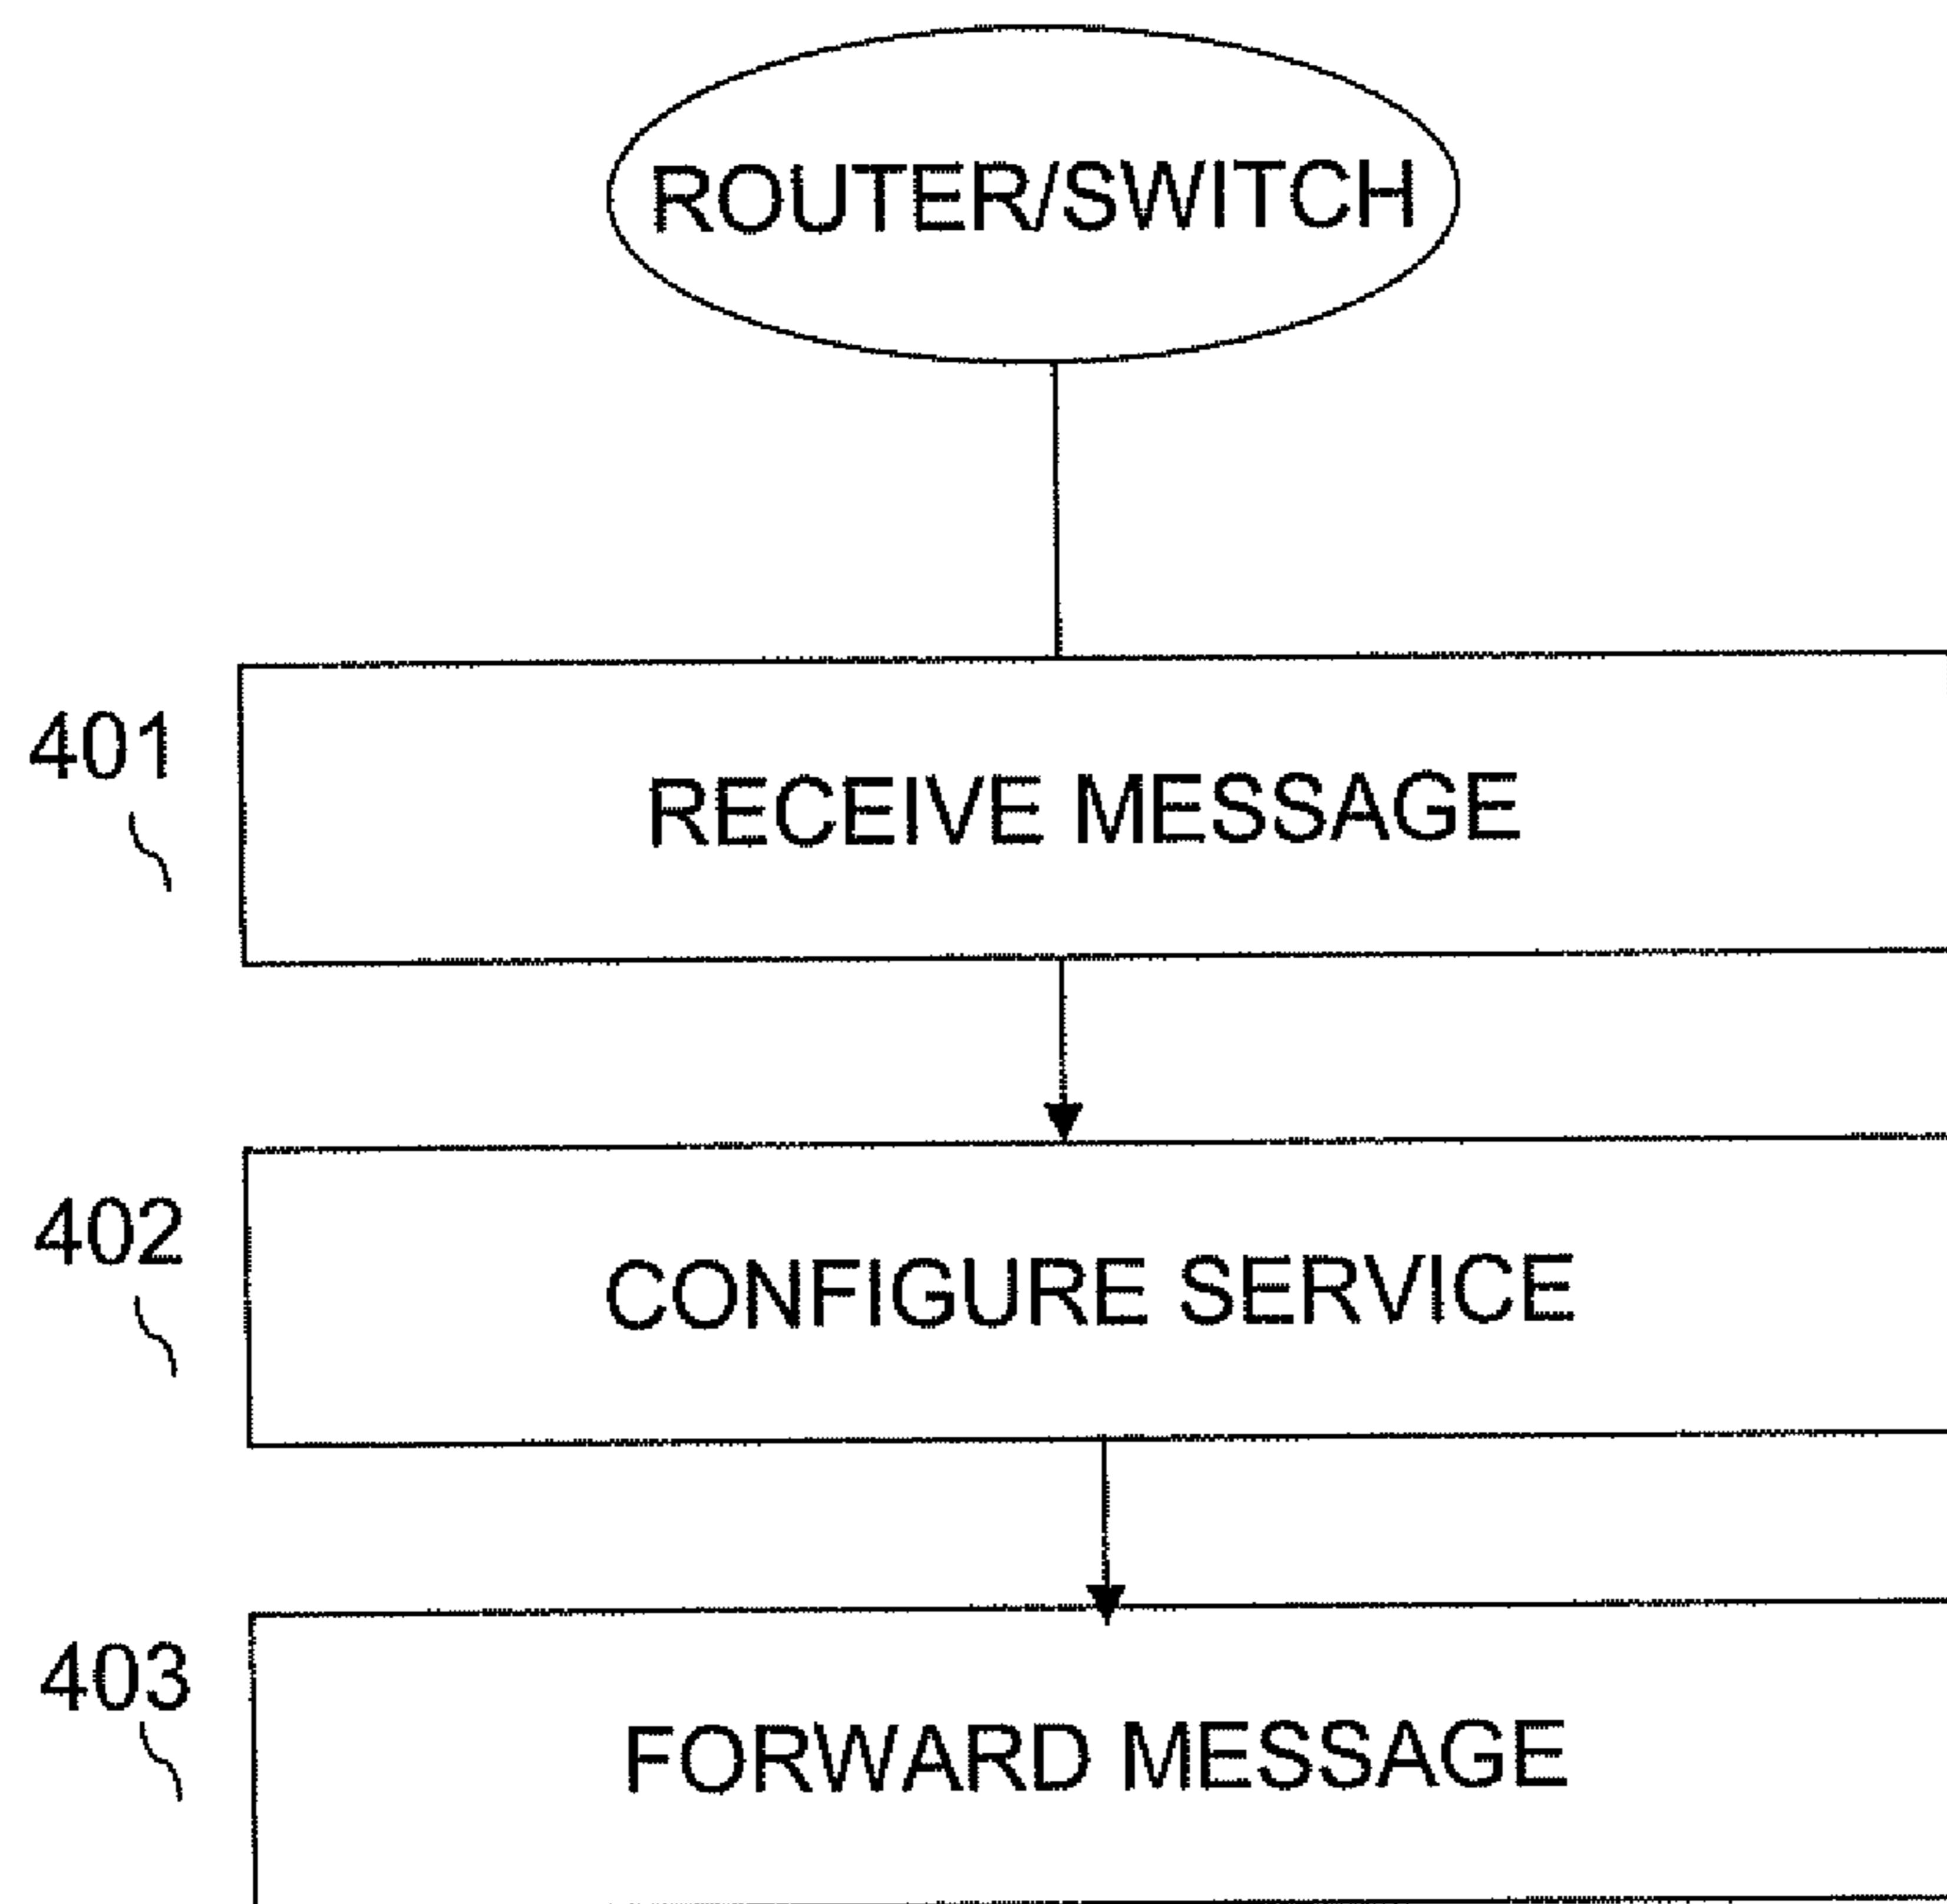 ROUTER/SWITCH
401
RECEIVE MESSAGE
402
CONFIGURE SERVICE
403
FORWARD MESSAGE